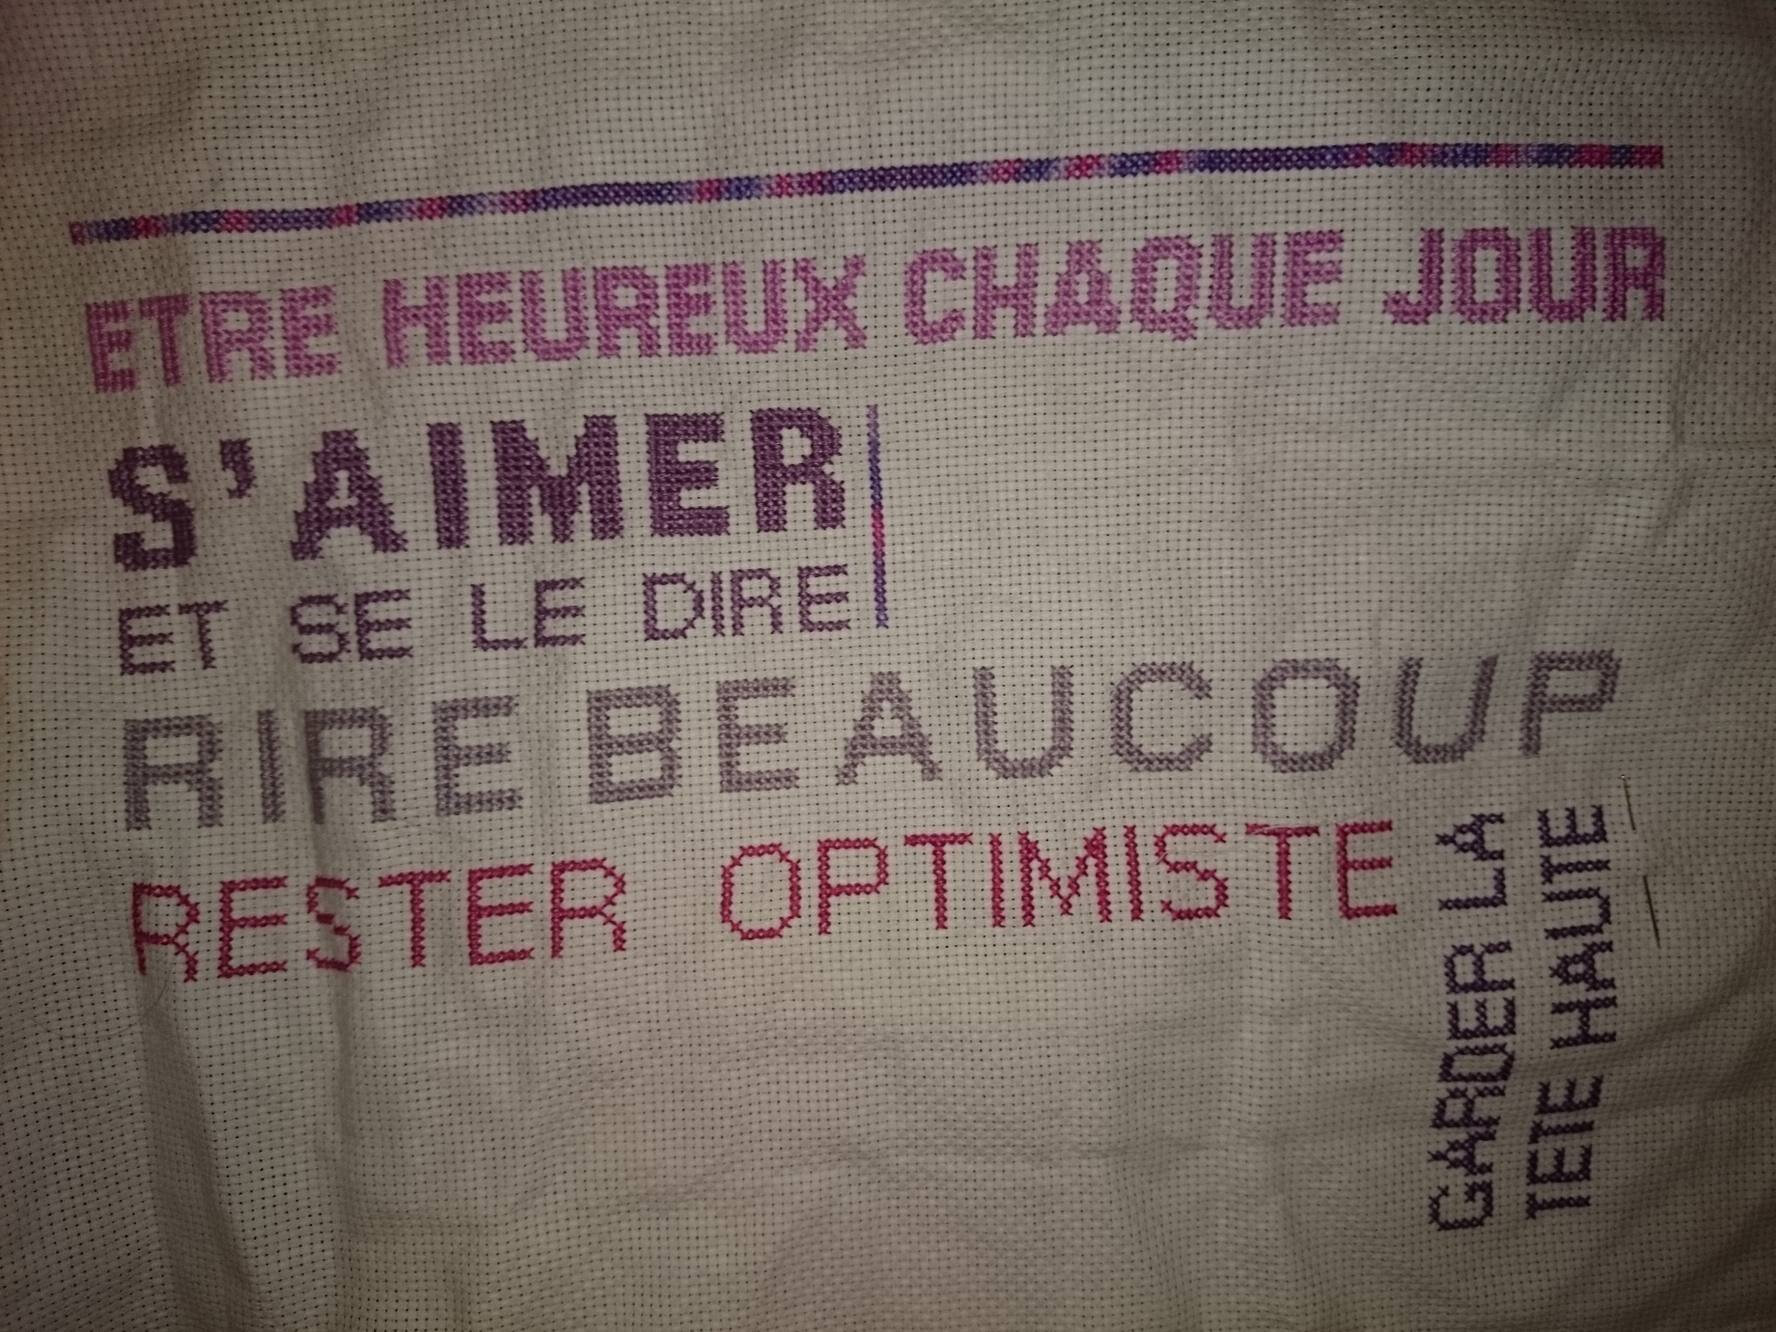 ETRE HEUREUX CHAQUE JOUR
S'AIMER
ET SE LE DIRE
RIRE BEAUCOUP
RESTER OPTIMISTE
GARDER LA
TETE HAUTE